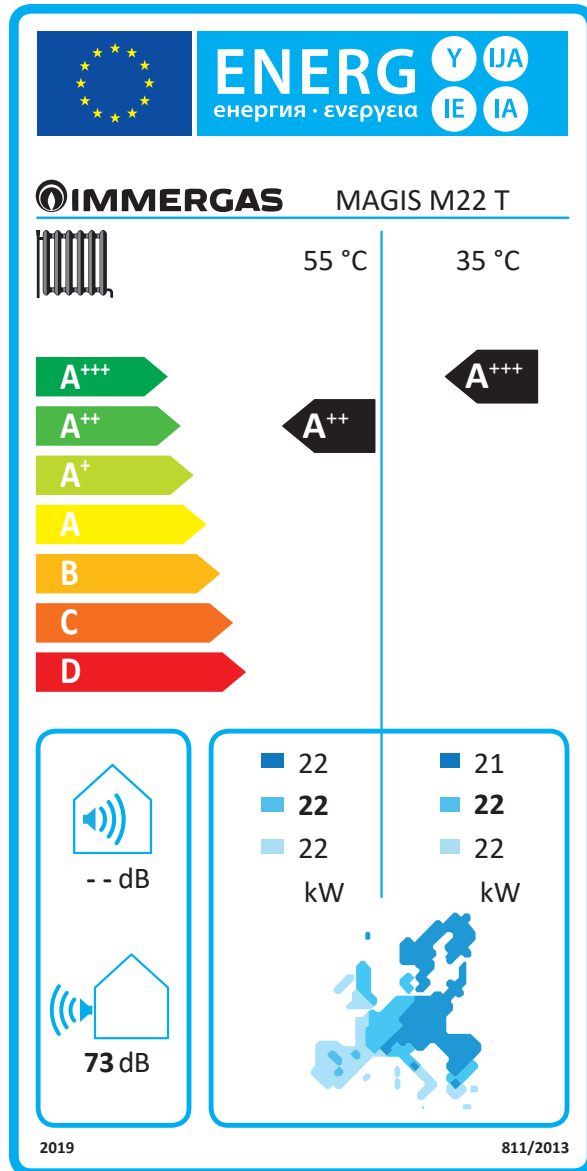 ENERG Y IJA
енергия · ενεργεια IE IA
IMMERGAS MAGIS M22 T
55 °C 35 °C
A+++ A+++
A++ A++
A+
A
B
C
D
22 21
22 22
22 22
kW kW
- - dB
73 dB
2019 811/2013